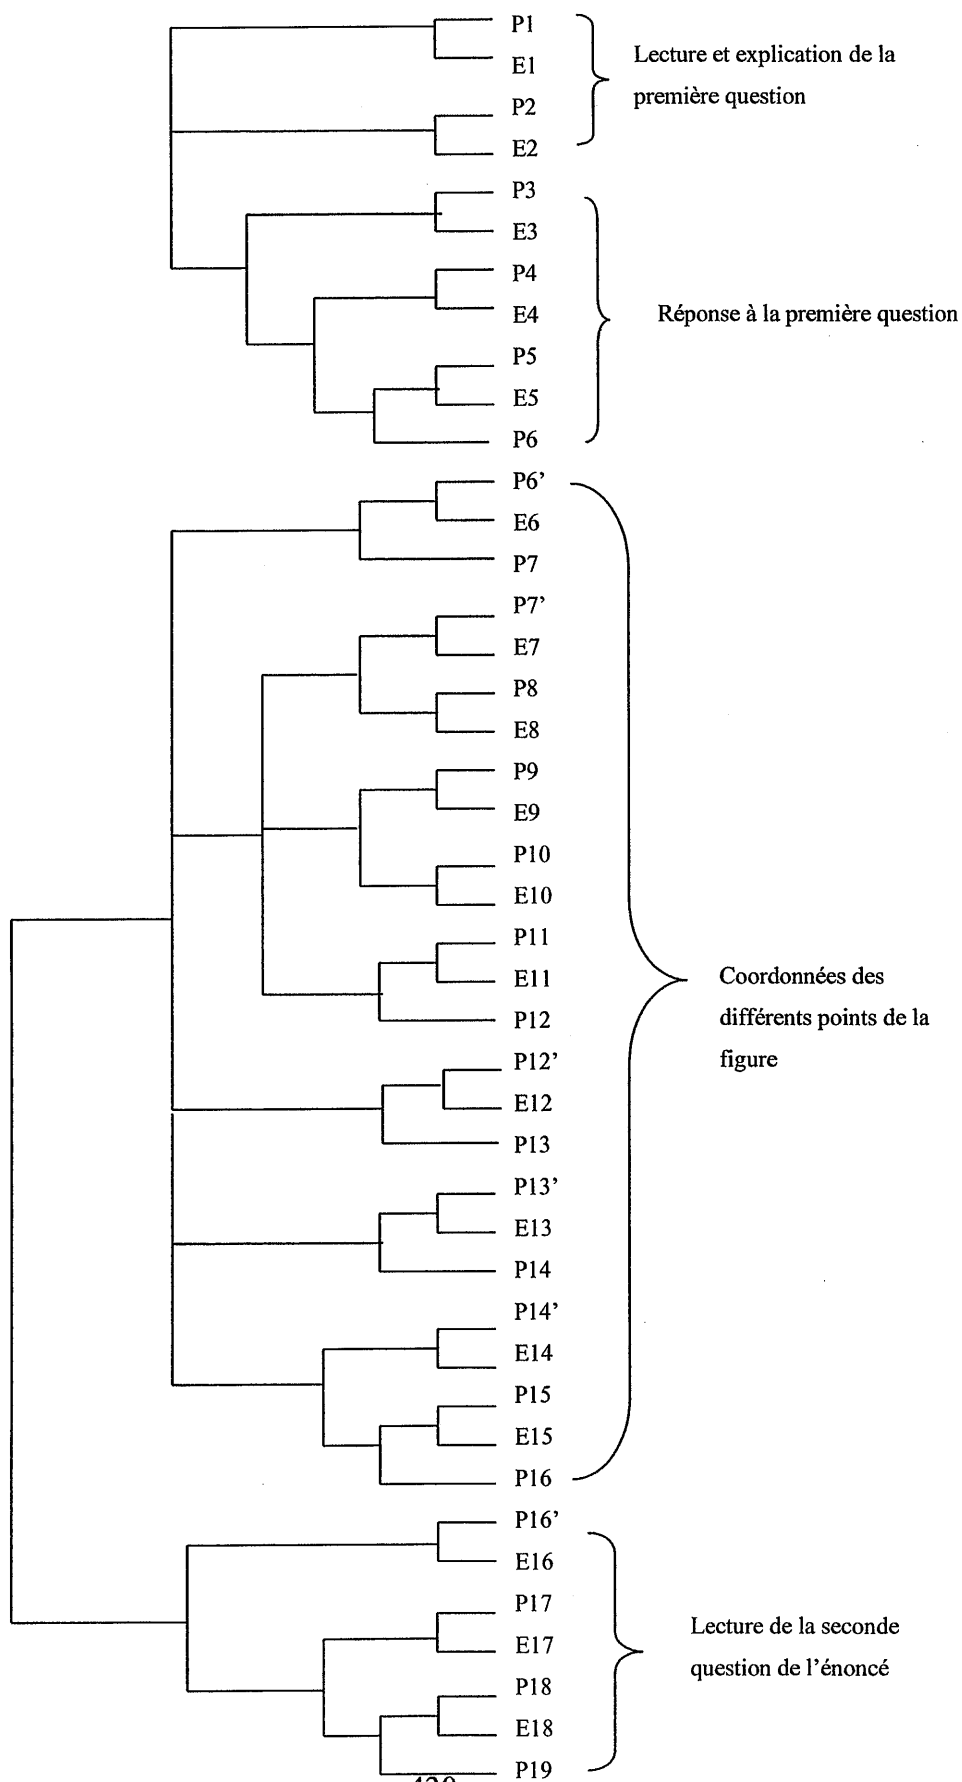 P1
E1
Lecture et explication de la
première question
P2
E2
P3
E3
P4
E4
Réponse à la première question
P5
E5
P6
P6’
E6
P7
P7’
E7
P8
E8
P9
E9
P10
E10
P11
E11
P12
Coordonnées des
différents points de la
figure
P12’
E12
P13
P13’
E13
P14
P14’
E14
P15
E15
P16
P16’
E16
P17
E17
Lecture de la seconde
question de l’énoncé
P18
E18
P19